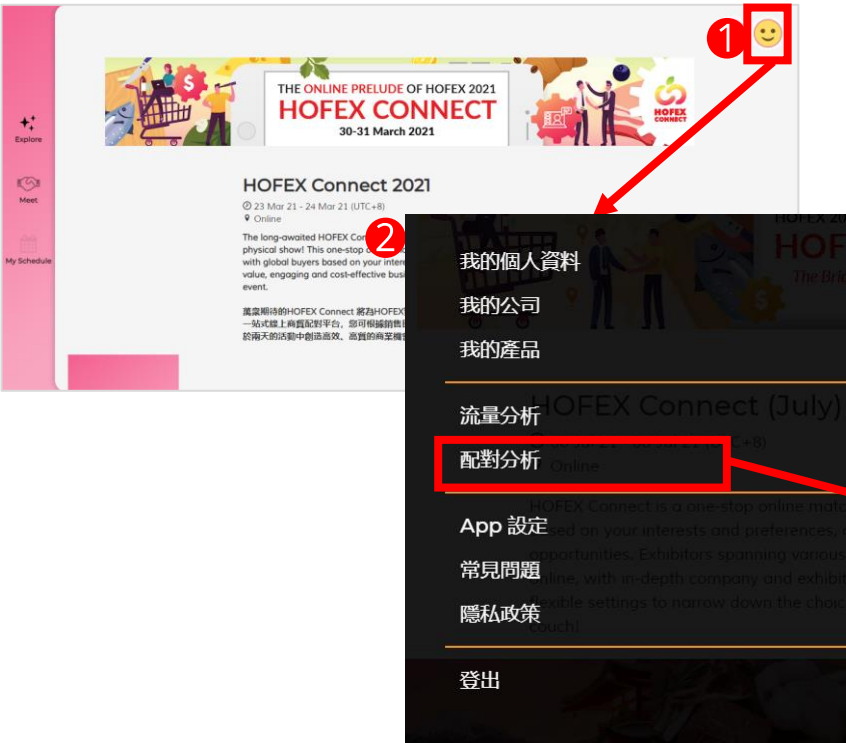 1
THE ONLINE PRELUDE OF HOFEX 2021
HOFEX CONNECT
30-31 March 2021
HOFEX
CONNECT
Explore
Meet
My Schedule
HOFEX Connect 2021
23 Mar 21 - 24 Mar 21 (UTC+8)
Online
The long-awaited HOFEX Con
physical show! This one-stop
with global buyers based on your inter
value, engaging and cost-effective busi
event.
萬眾期待的HOFEX Connect 將為HOFEX
一站式線上商貿配對平台，您可根據銷售
於兩天的活動中創造高效、高質的商業機
2
我的個人資料
我的公司
我的產品
流量分析
配對分析
App 設定
常見問題
隱私政策
登出
HOFEX 20
HOF
The Bri
HOFEX Connect (July)
+8)
Online
HOFEX Connect is a one-stop online mat
based on your interests and preferences,
opportunities. Exhibitors spanning various
online, with in-depth company and exhibi
flexible settings to narrow down the choic
couch!